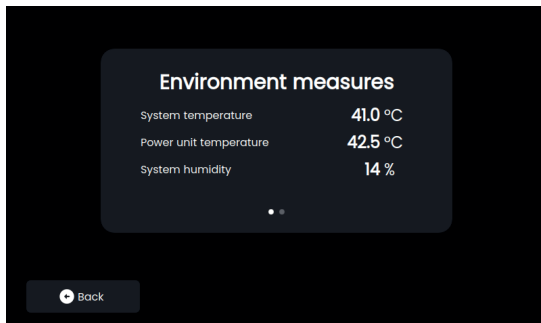 Environment measures
System temperature 41.0 °C
Power unit temperature 42.5 °C
System humidity 14 %
Back